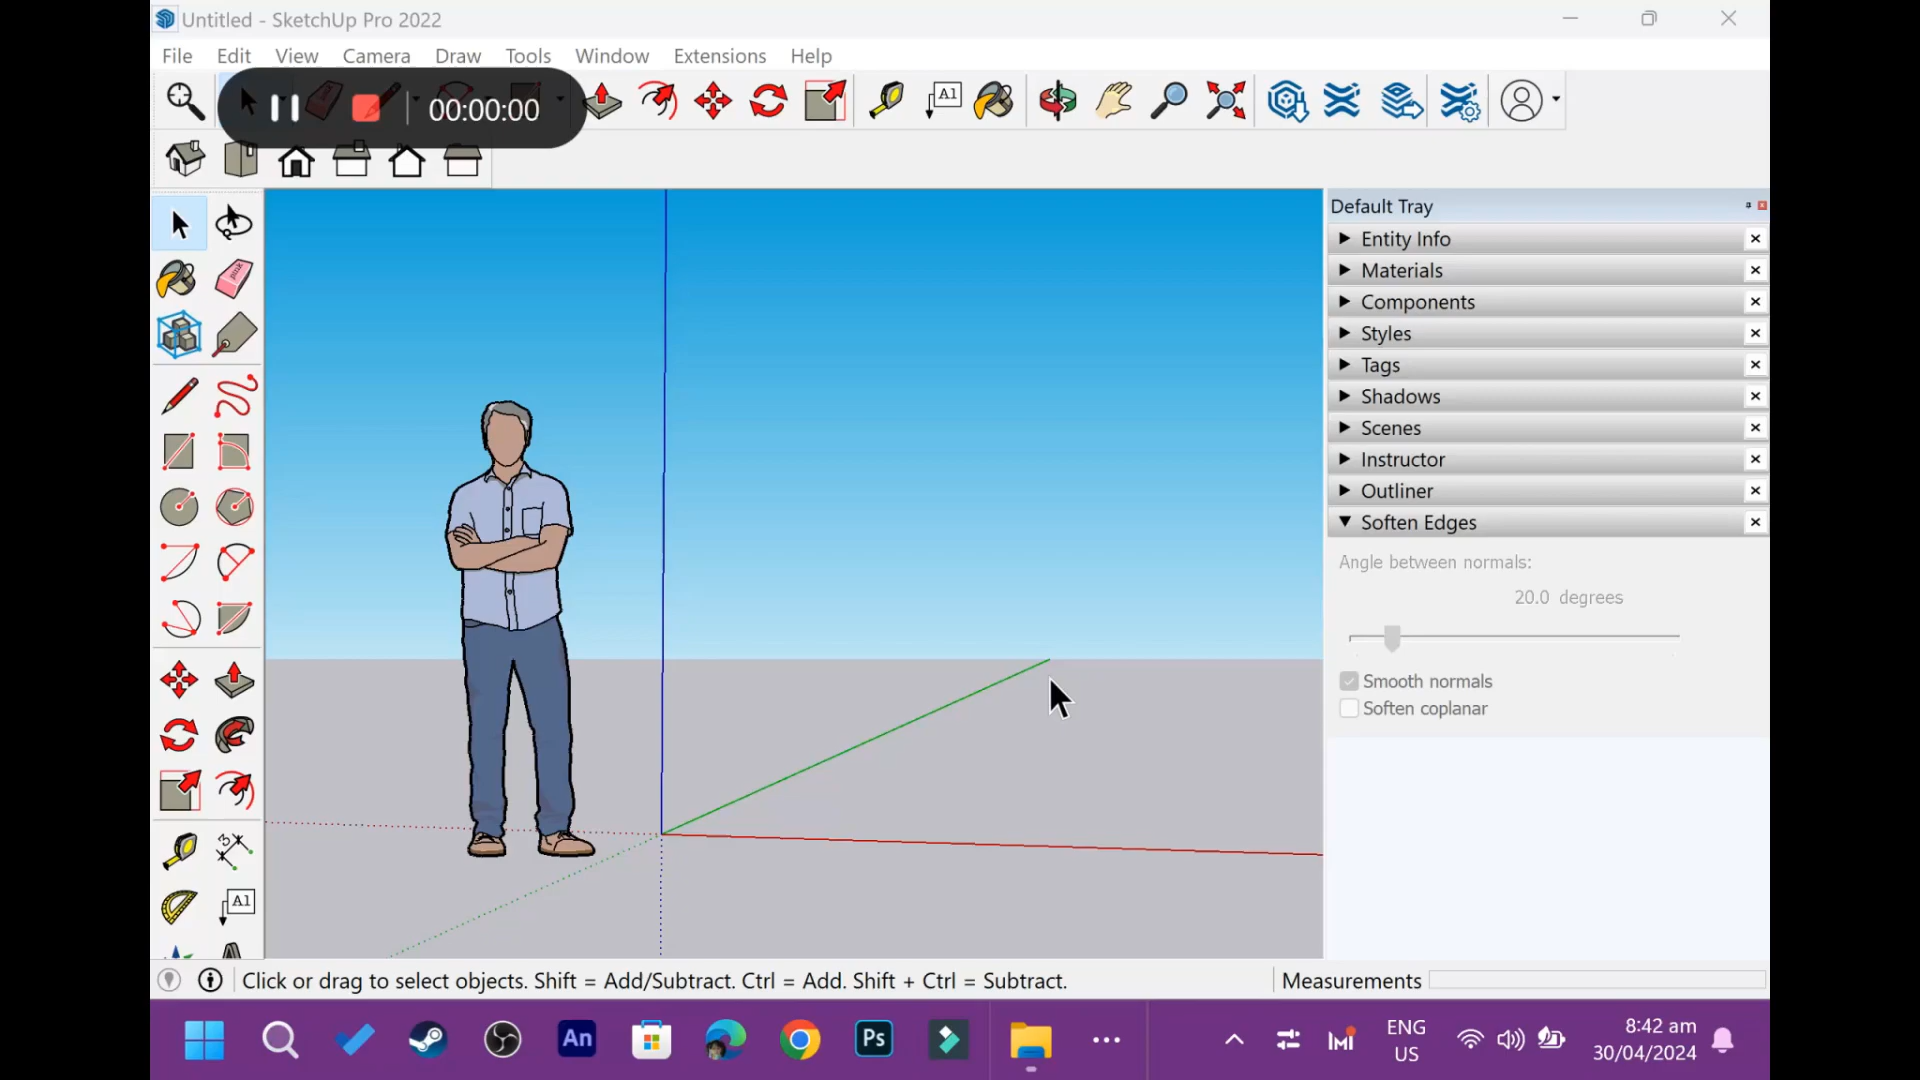 Untitled - SketchUp Pro 2022
File Edit View Camera Draw Tools Window Extensions Help
00:00:00
A1
Default Tray
Entity Info
Materials
Components
Styles
Tags
Shadows
Scenes
Instructor
Outliner
Soften Edges
Angle between normals:
20.0 degrees
Smooth normals
Soften coplanar
A1
Click or drag to select objects. Shift = Add/Subtract. Ctrl = Add. Shift + Ctrl = Subtract.
Measurements
An
Ps
ENG
US
8:42 am
30/04/2024